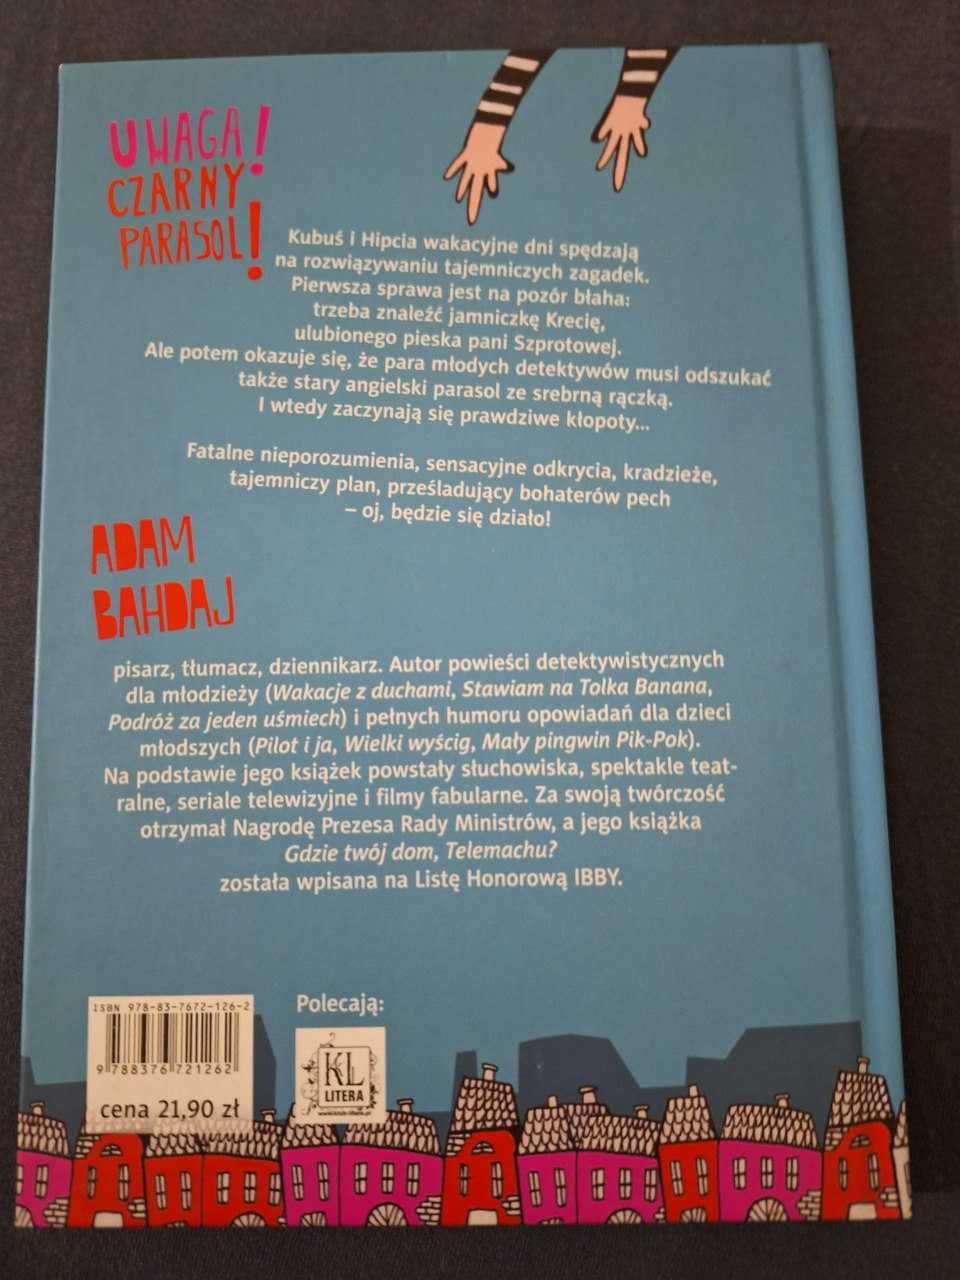 UWAGA!
CZARNY
PARASOL!
Kubuś i Hipcia wakacyjne dni spędzają
na rozwiązywaniu tajemniczych zagadek.
Pierwsza sprawa jest na pozór błaha:
trzeba znaleźć jamniczkę Krecię,
ulubionego pieska pani Szprotowej.
Ale potem okazuje się, że para młodych detektywów musi odszukać
także stary angielski parasol ze srebrną rączką.
I wtedy zaczynają się prawdziwe kłopoty...
Fatalne nieporozumienia, sensacyjne odkrycia, kradzieże,
tajemniczy plan, prześladujący bohaterów pech
– oj, będzie się działo!
ADAM
BAHDAJ
pisarz, tłumacz, dziennikarz. Autor powieści detektywistycznych
dla młodzieży (Wakacje z duchami, Stawiam na Tolka Banana,
Podróż za jeden uśmiech) i pełnych humoru opowiadań dla dzieci
młodszych (Pilot i ja, Wielki wyścig, Mały pingwin Pik-Pok).
Na podstawie jego książek powstały słuchowiska, spektakle teat-
ralne, seriale telewizyjne i filmy fabularne. Za swoją twórczość
otrzymał Nagrodę Prezesa Rady Ministrów, a jego książka
Gdzie twój dom, Telemachu?
została wpisana na Listę Honorową IBBY.
ISBN 978-83-7672-126-2
9 788376 721262
cena 21,90 zł
Polecają:
KL
LITERA